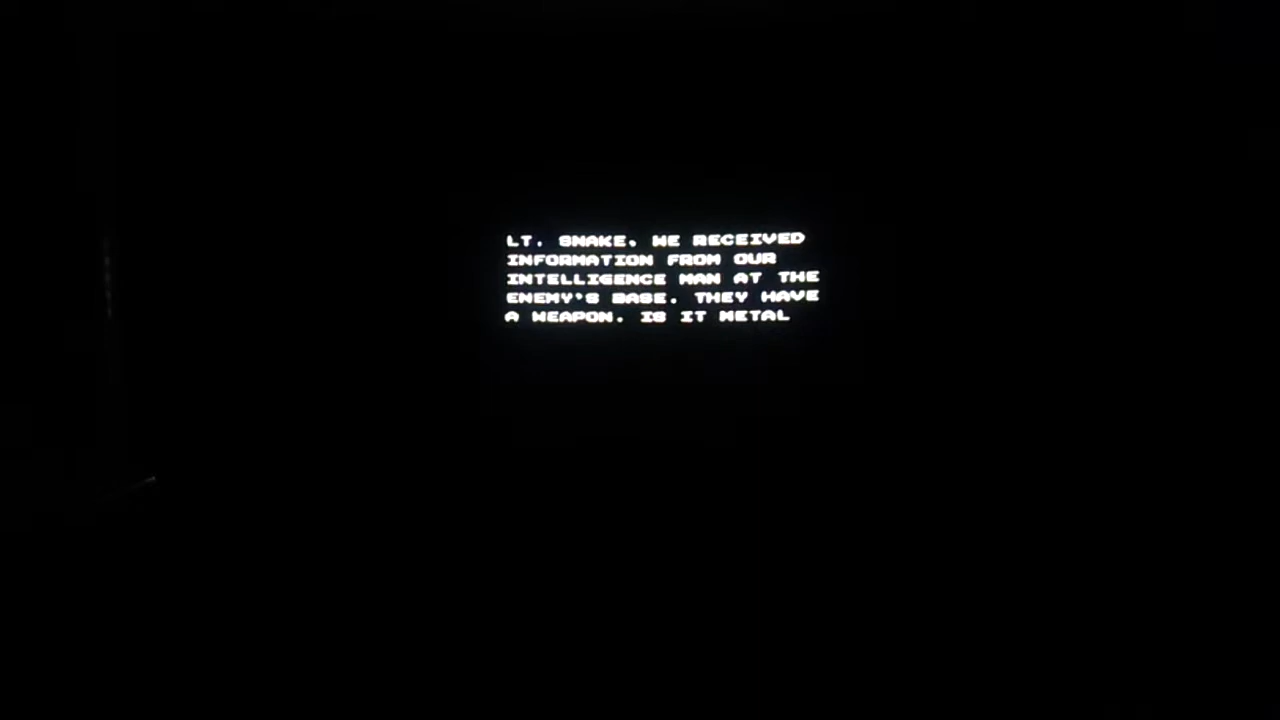 LT. SNAKE. WE RECEIVED
INFORMATION FROM OUR
INTELLIGENCE MAN AT THE
ENEMY'S BASE. THEY HAVE
A WEAPON. IS IT METAL